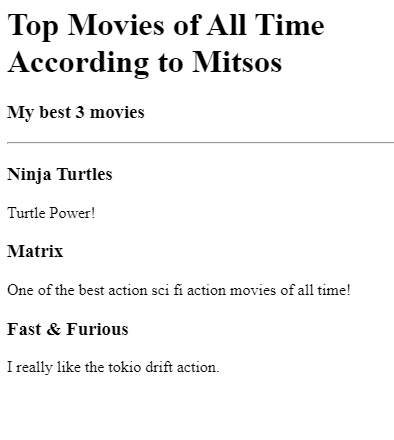 Top Movies of All Time
According to Mitsos
My best 3 movies
Ninja Turtles
Turtle Power!
Matrix
One of the best action sci fi action movies of all time!
Fast & Furious
I really like the tokio drift action.